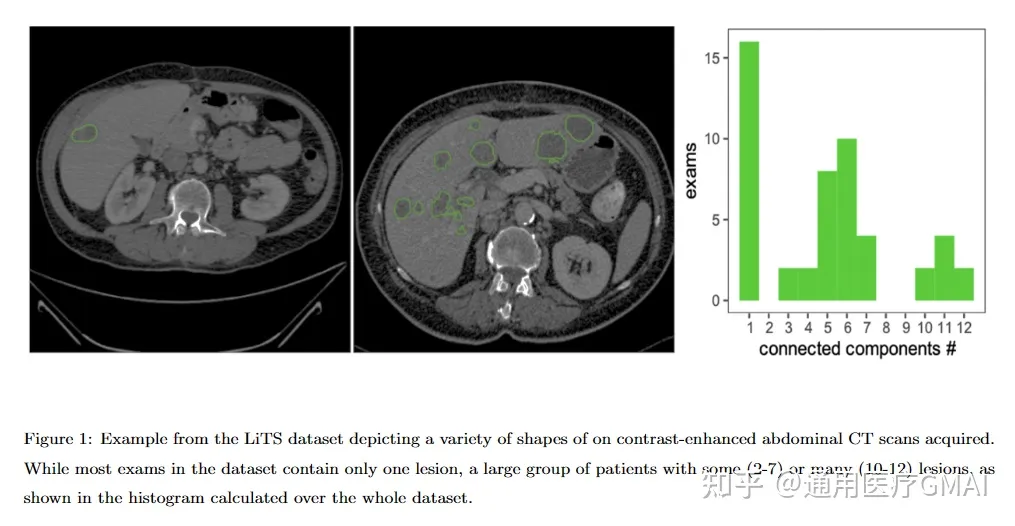 15
10
5
0
exams
1 2 3 4 5 6 7 8 9 10 11 12
connected components #
Figure 1: Example from the LiTS dataset depicting a variety of shapes of on contrast-enhanced abdominal CT scans acquired.
While most exams in the dataset contain only one lesion, a large group of patients with some (2-7) or many (10-12) lesions, as
shown in the histogram calculated over the whole dataset.
知乎 @通用医疗GMAI